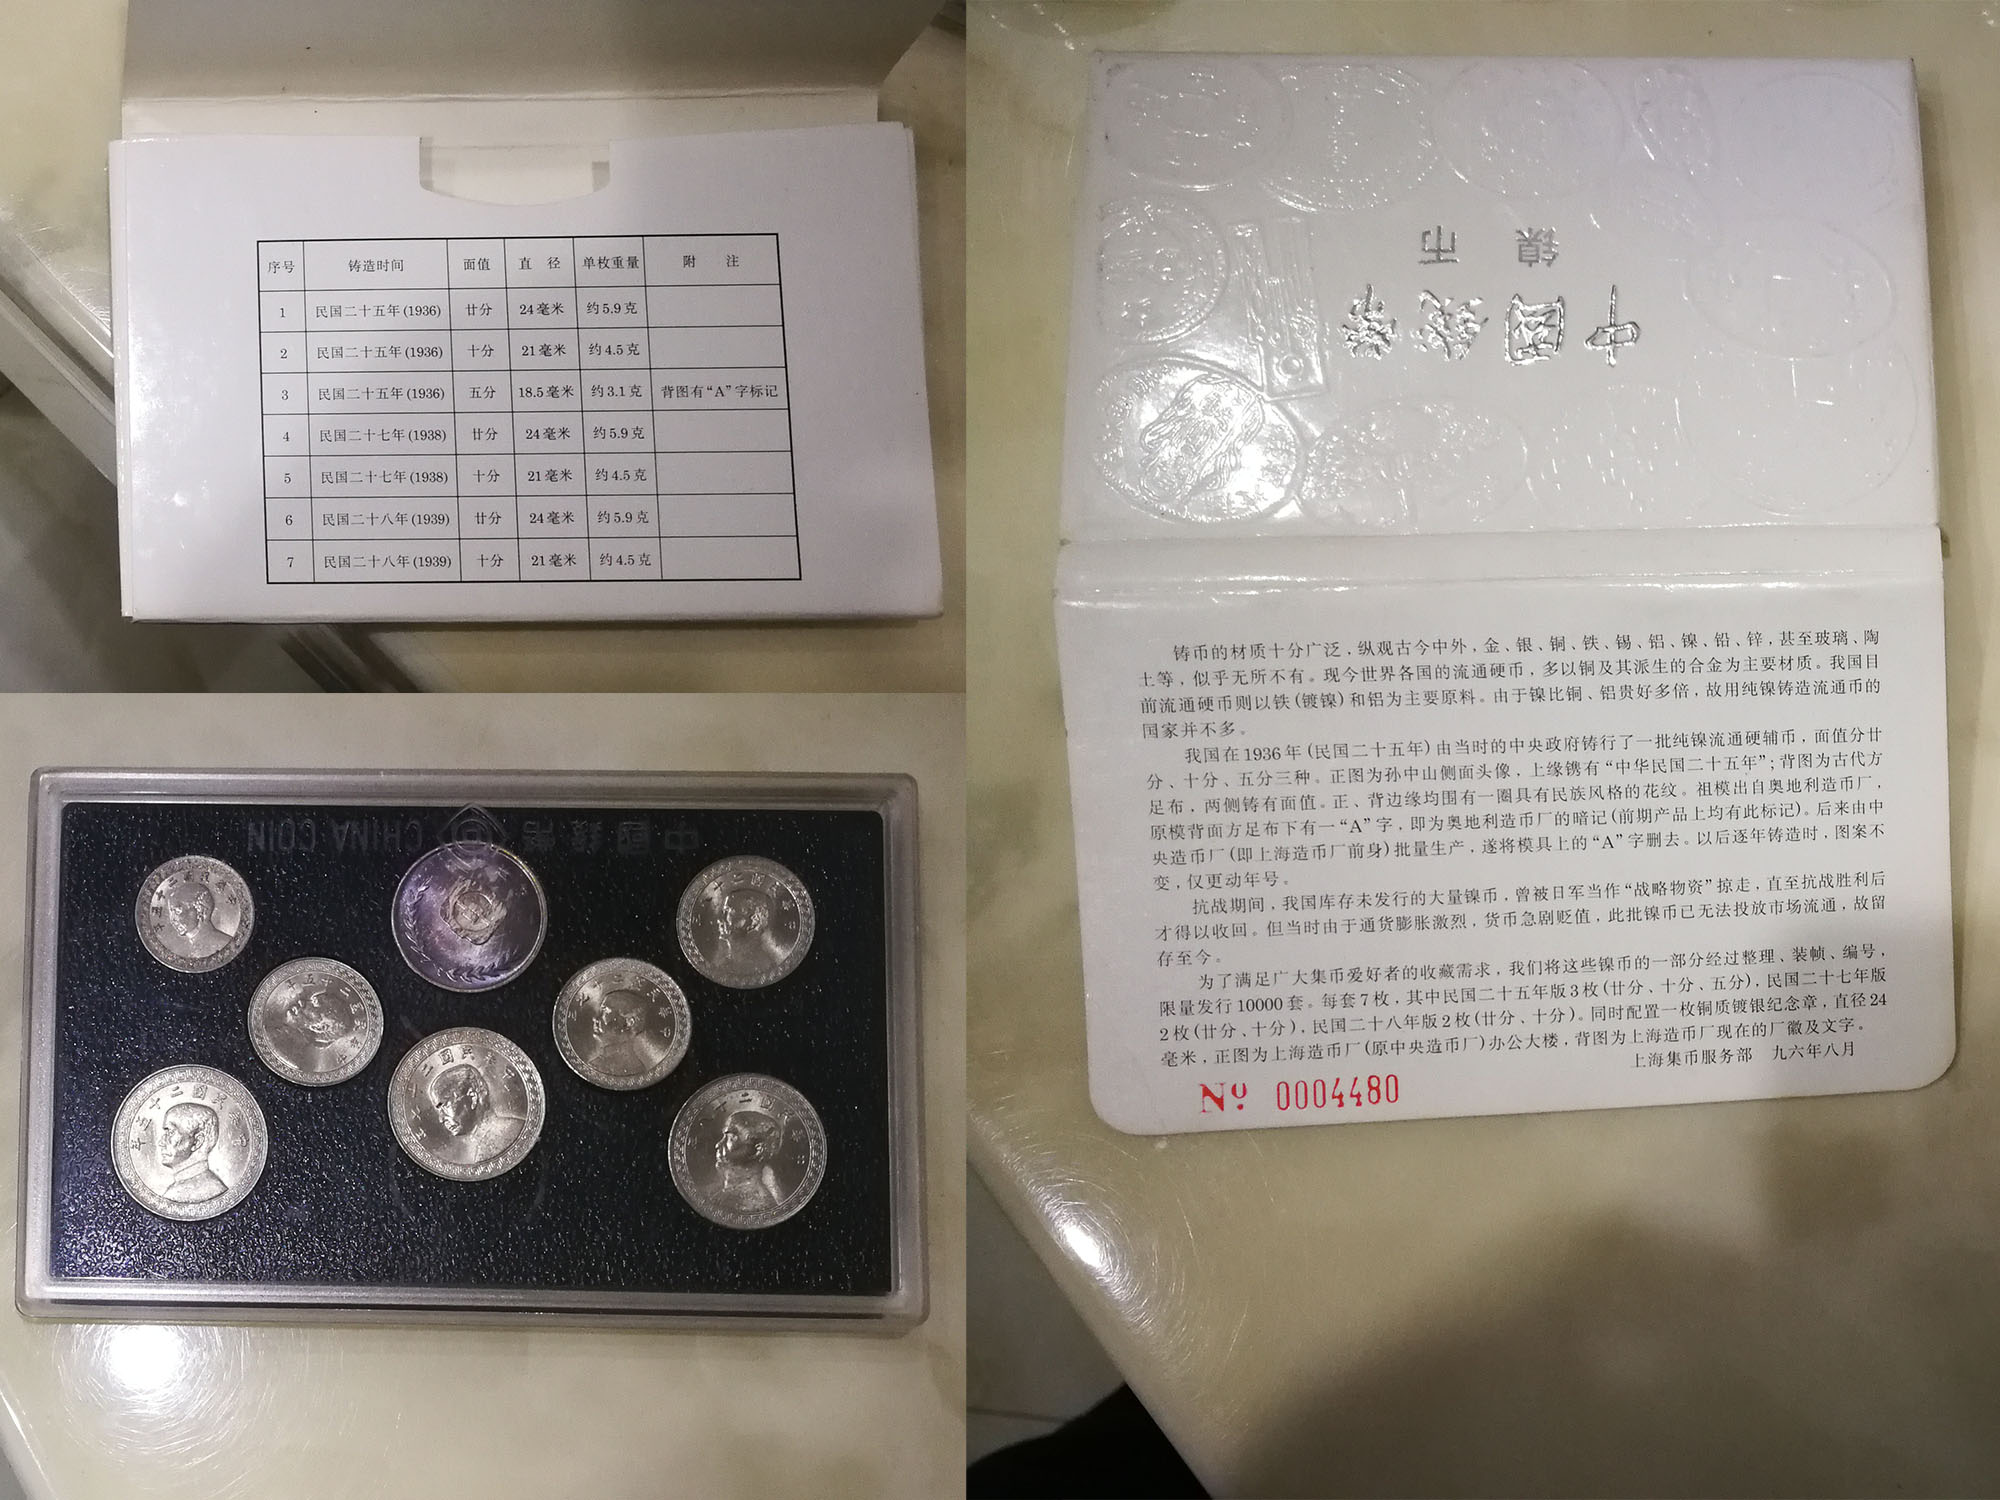 序号 铸造时间 面值 直 径 单枚重量 附 注
1 民国二十五年(1936) 廿分 24毫米 约5.9克
2 民国二十五年(1936) 十分 21毫米 约4.5克
3 民国二十五年(1936) 五分 18.5毫米 约3.1克 背图有“A”字标记
4 民国二十七年(1938) 廿分 24毫米 约5.9克
5 民国二十七年(1938) 十分 21毫米 约4.5克
6 民国二十八年(1939) 廿分 24毫米 约5.9克
7 民国二十八年(1939) 十分 21毫米 约4.5克
中國錢幣 CHINA COIN
中國錢幣
镍币
铸币的材质十分广泛，纵观古今中外，金、银、铜、铁、锡、铝、镍、铅、锌，甚至玻璃、陶
土等，似乎无所不有。现今世界各国的流通硬币，多以铜及其派生的合金为主要材质。我国目
前流通硬币则以铁(镀镍)和铝为主要原料。由于镍比铜、铝贵好多倍，故用纯镍铸造流通币的
国家并不多。
我国在1936年(民国二十五年)由当时的中央政府铸行了一批纯镍流通硬辅币，面值分廿
分、十分、五分三种。正图为孙中山侧面头像，上缘镌有“中华民国二十五年”；背图为古代方
足布，两侧铸有面值。正、背边缘均围有一圈具有民族风格的花纹。祖模出自奥地利造币厂，
原模背面方足布下有一“A”字，即为奥地利造币厂的暗记(前期产品上均有此标记)。后来由中
央造币厂(即上海造币厂前身)批量生产，遂将模具上的“A”字删去。以后逐年铸造时，图案不
变，仅更动年号。
抗战期间，我国库存未发行的大量镍币，曾被日军当作“战略物资”掠走，直至抗战胜利后
才得以收回。但当时由于通货膨胀激烈，货币急剧贬值，此批镍币已无法投放市场流通，故留
存至今。
为了满足广大集币爱好者的收藏需求，我们将这些镍币的一部分经过整理、装帧、编号，
限量发行10000套。每套7枚，其中民国二十五年版3枚(廿分、十分、五分)，民国二十七年版
2枚(廿分、十分)，民国二十八年版2枚(廿分、十分)。同时配置一枚铜质镀银纪念章，直径24
毫米，正图为上海造币厂(原中央造币厂)办公大楼，背图为上海造币厂现在的厂徽及文字。
上海集币服务部 九六年八月
No. 0004480